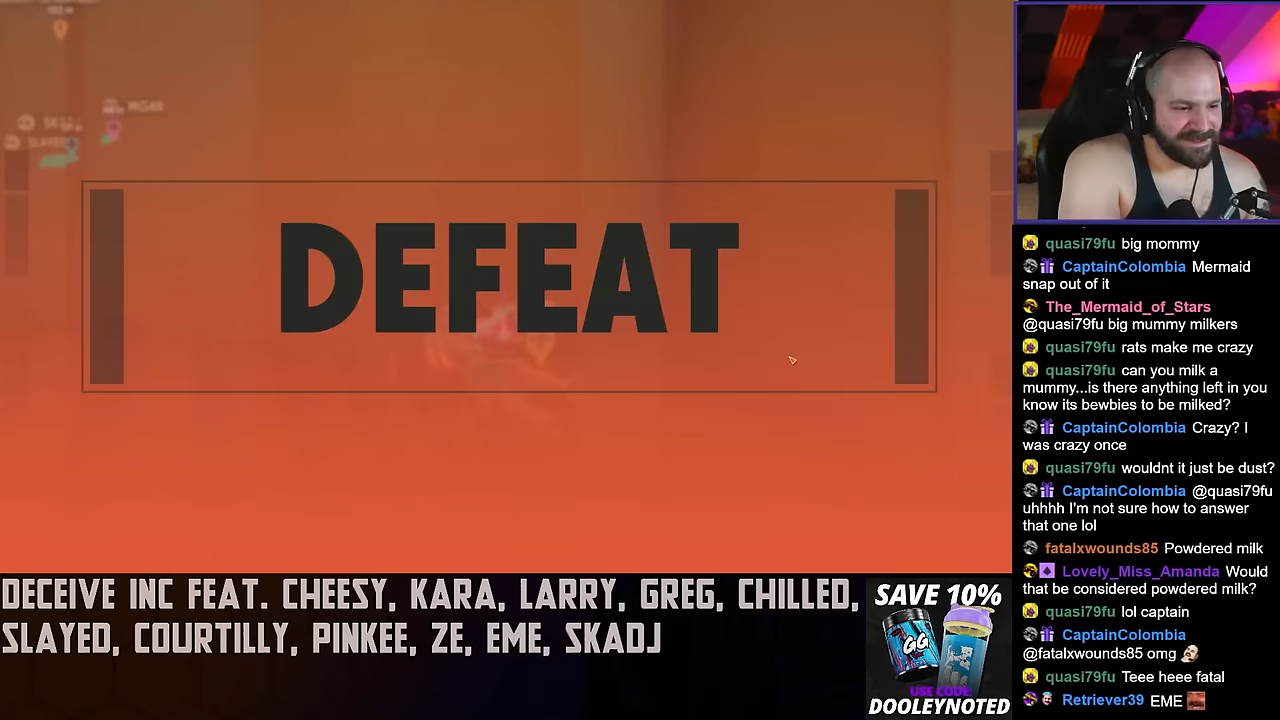 DEFEAT
quasi79fu big mommy
CaptainColombia Mermaid
snap out of it
The_Mermaid_of_Stars
@quasi79fu big mummy milkers
quasi79fu rats make me crazy
quasi79fu can you milk a
mummy...is there anything left in you
know its bewbies to be milked?
CaptainColombia Crazy? I
was crazy once
quasi79fu wouldnt it just be dust?
CaptainColombia @quasi79fu
uhhhh I'm not sure how to answer
that one lol
fatalxwounds85 Powdered milk
Lovely_Miss_Amanda Would
that be considered powdered milk?
quasi79fu lol captain
CaptainColombia
@fatalxwounds85 omg
quasi79fu Teee heee fatal
Retriever39 EME
DECEIVE INC FEAT. CHEESY, KARA, LARRY, GREG, CHILLED,
SLAYED, COURTILLY, PINKEE, ZE, EME, SKADJ
SAVE 10%
GG
USE CODE:
DOOLEYNOTED